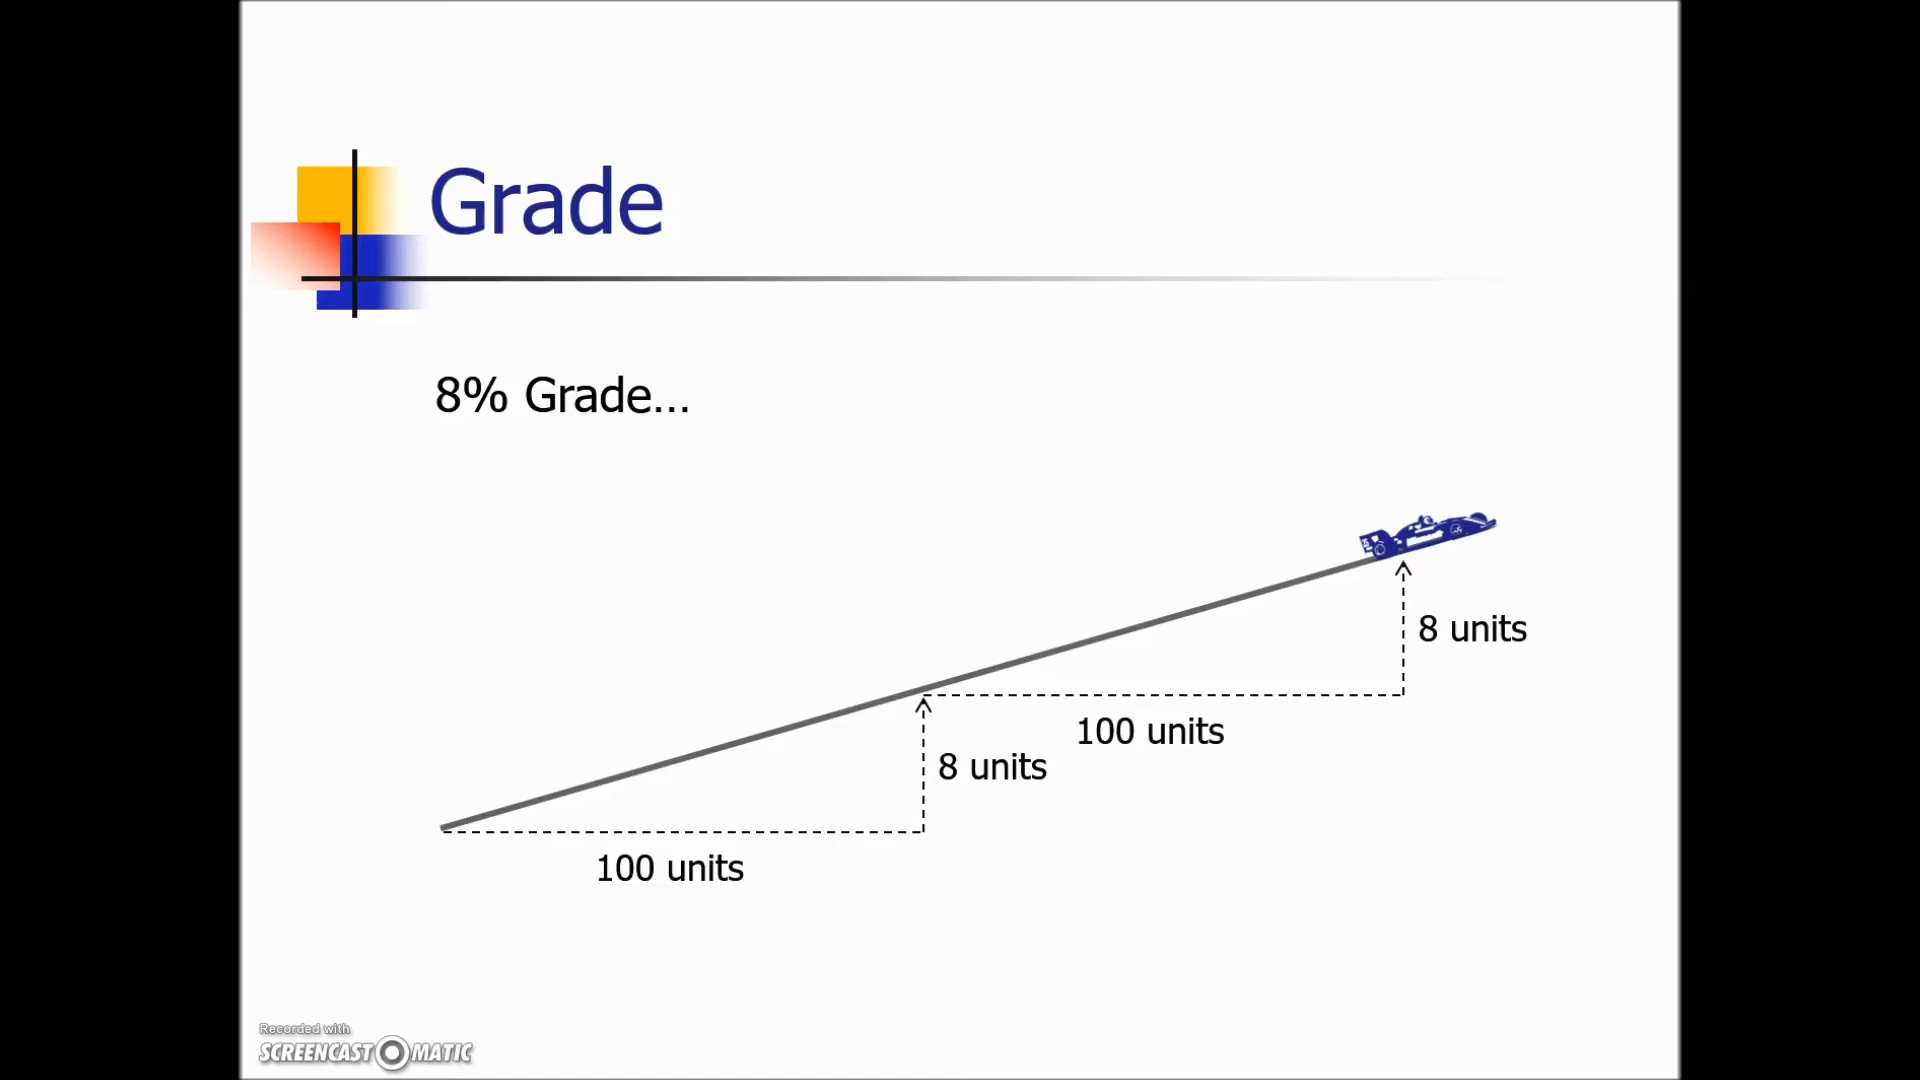 Grade
8% Grade...
8 units
100 units
8 units
100 units
Recorded with
SCREENCAST MATIC